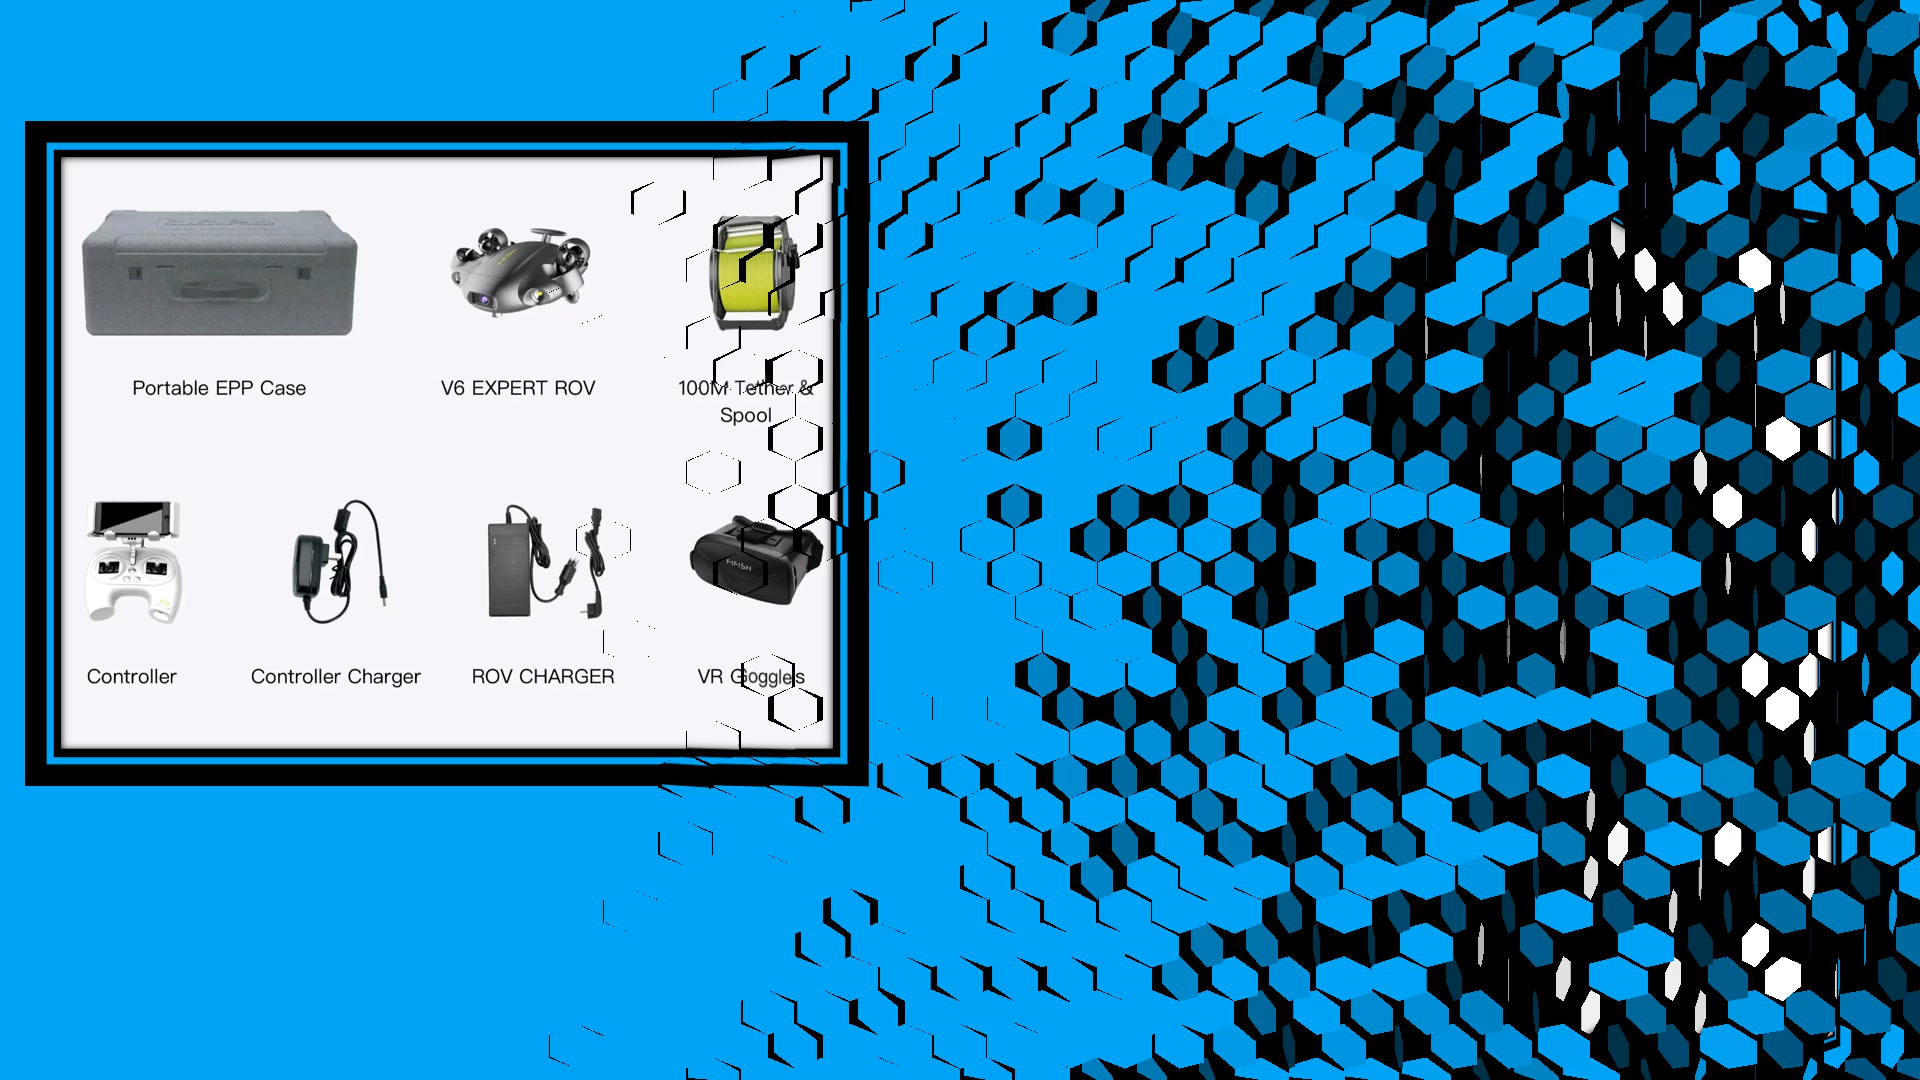 Portable EPP Case
V6 EXPERT ROV
100M Tether &
Spool
Controller
Controller Charger
ROV CHARGER
VR Goggles